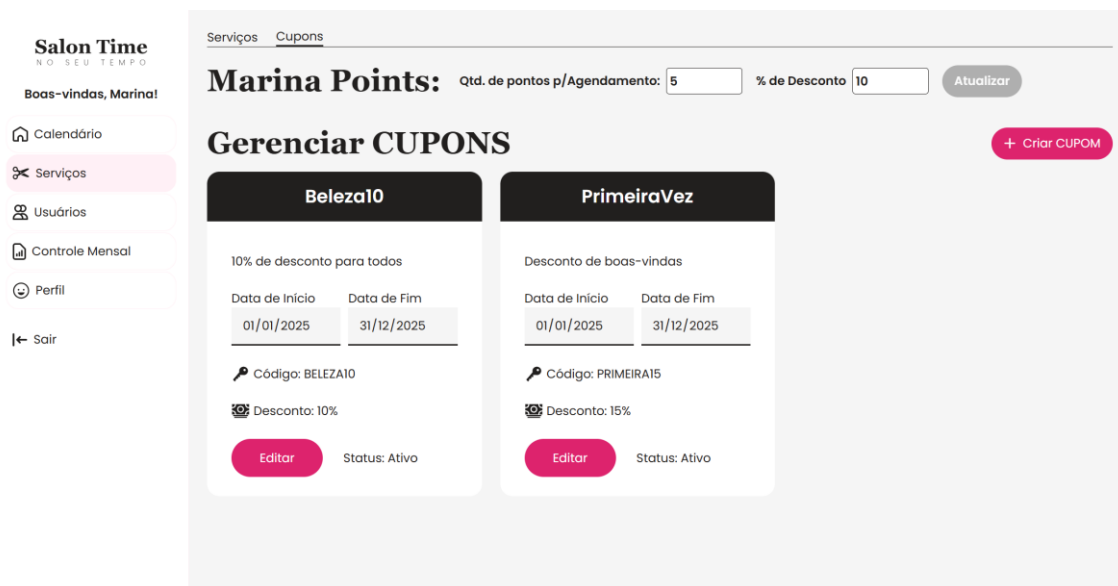 Salon Time
NO SEU TEMPO
Boas-vindas, Marina!
Calendário
Serviços
Usuários
Controle Mensal
Perfil
Sair
Serviços Cupons
Marina Points: Qtd. de pontos p/Agendamento: 5 % de Desconto 10 Atualizar
Gerenciar CUPONS + Criar CUPOM
Beleza10
10% de desconto para todos
Data de Início Data de Fim
01/01/2025 31/12/2025
Código: BELEZA10
Desconto: 10%
Editar Status: Ativo
PrimeiraVez
Desconto de boas-vindas
Data de Início Data de Fim
01/01/2025 31/12/2025
Código: PRIMEIRA15
Desconto: 15%
Editar Status: Ativo